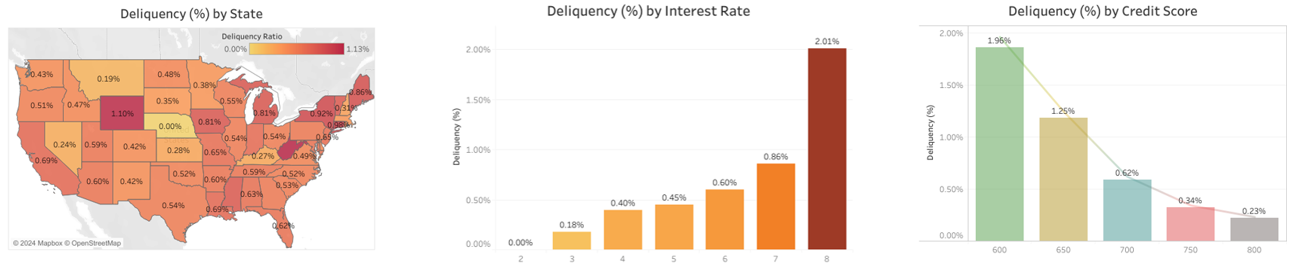 Deliquency (%) by State
Deliquency Ratio
0.00% 1.13%
0.43% 0.19% 0.48% 0.38% 0.86%
0.51% 0.47% 1.10% 0.35% 0.55% 0.81% 0.92% 0.31%
0.24% 0.59% 0.42% 0.00% 0.81% 0.54% 0.54% 0.65%
0.69% 0.28% 0.65% 0.27% 0.49%
0.60% 0.42% 0.52% 0.60% 0.59% 0.52%
0.54% 0.69% 0.63% 0.53%
0.62%
© 2024 Mapbox © OpenStreetMap
Deliquency (%) by Interest Rate
Deliquency (%)
2.00%
1.50%
1.00%
0.50%
0.00%
0.00% 0.18% 0.40% 0.45% 0.60% 0.86% 2.01%
2 3 4 5 6 7 8
Deliquency (%) by Credit Score
Deliquency (%)
2.00%
1.50%
1.00%
0.50%
0.00%
1.96% 1.25% 0.62% 0.34% 0.23%
600 650 700 750 800